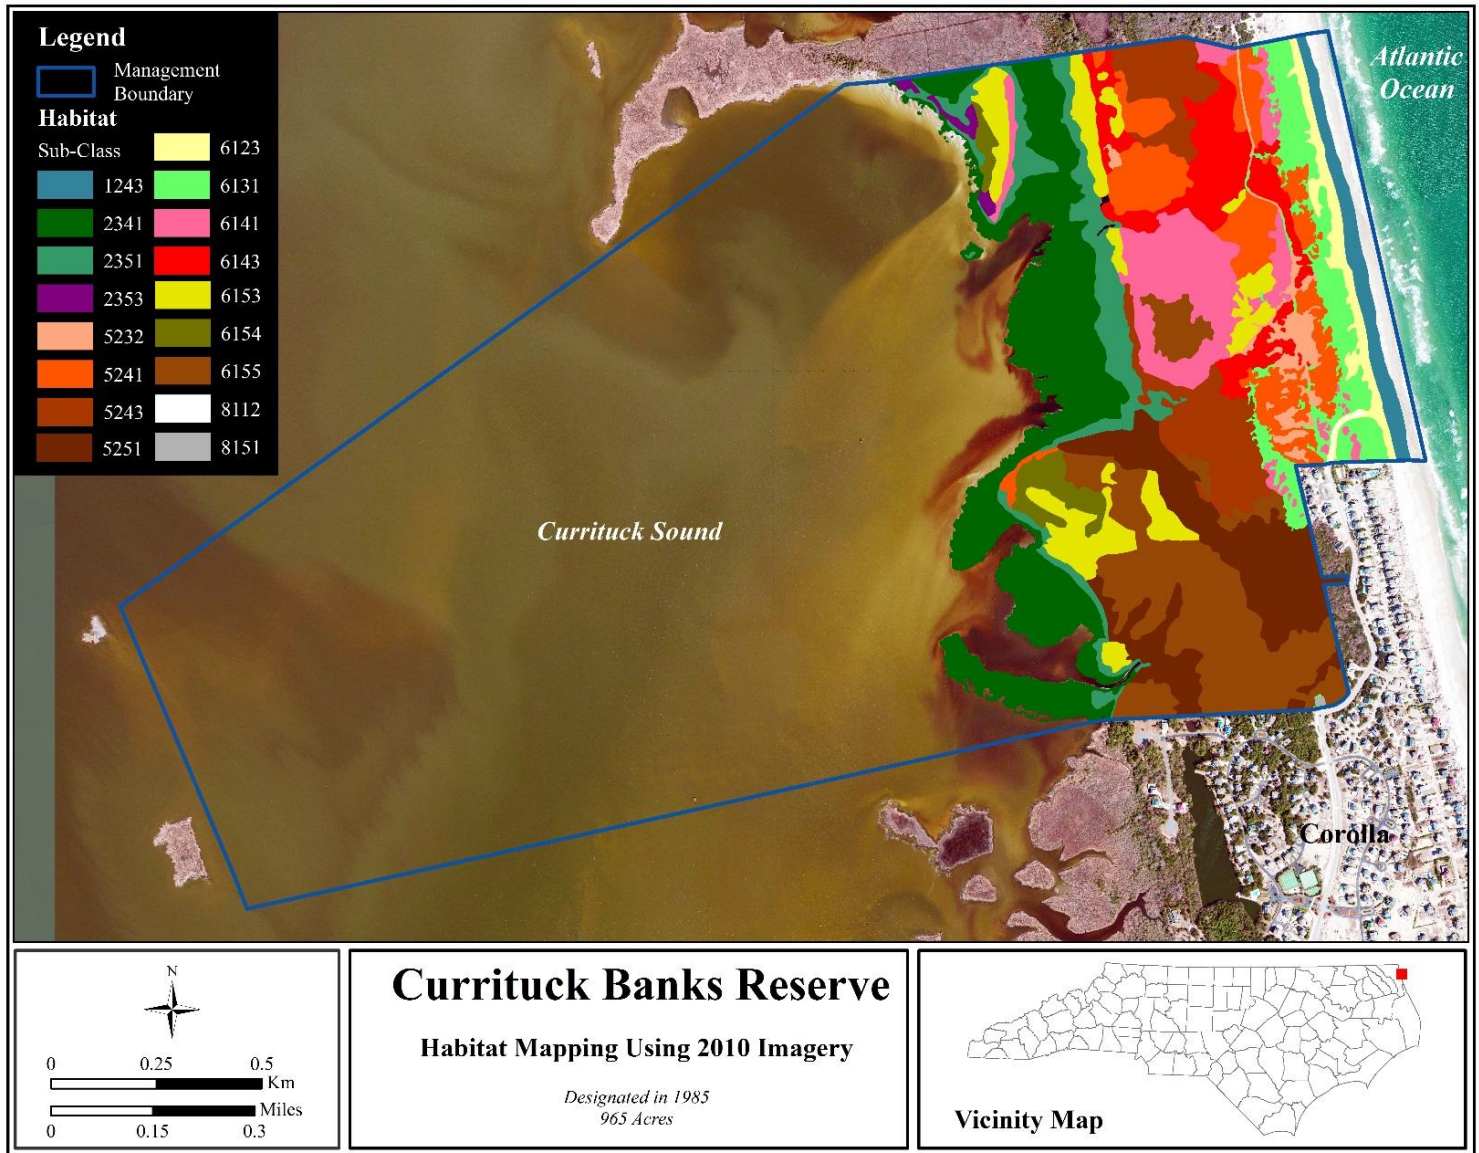 Legend
Management
Boundary
Habitat
Sub-Class
1243
2341
2351
2353
5232
5241
5243
5251
6123
6131
6141
6143
6153
6154
6155
8112
8151
Atlantic
Ocean
Currituck Sound
Corolla
N
0 0.25 0.5
Km
Miles
0 0.15 0.3
Currituck Banks Reserve
Habitat Mapping Using 2010 Imagery
Designated in 1985
965 Acres
Vicinity Map